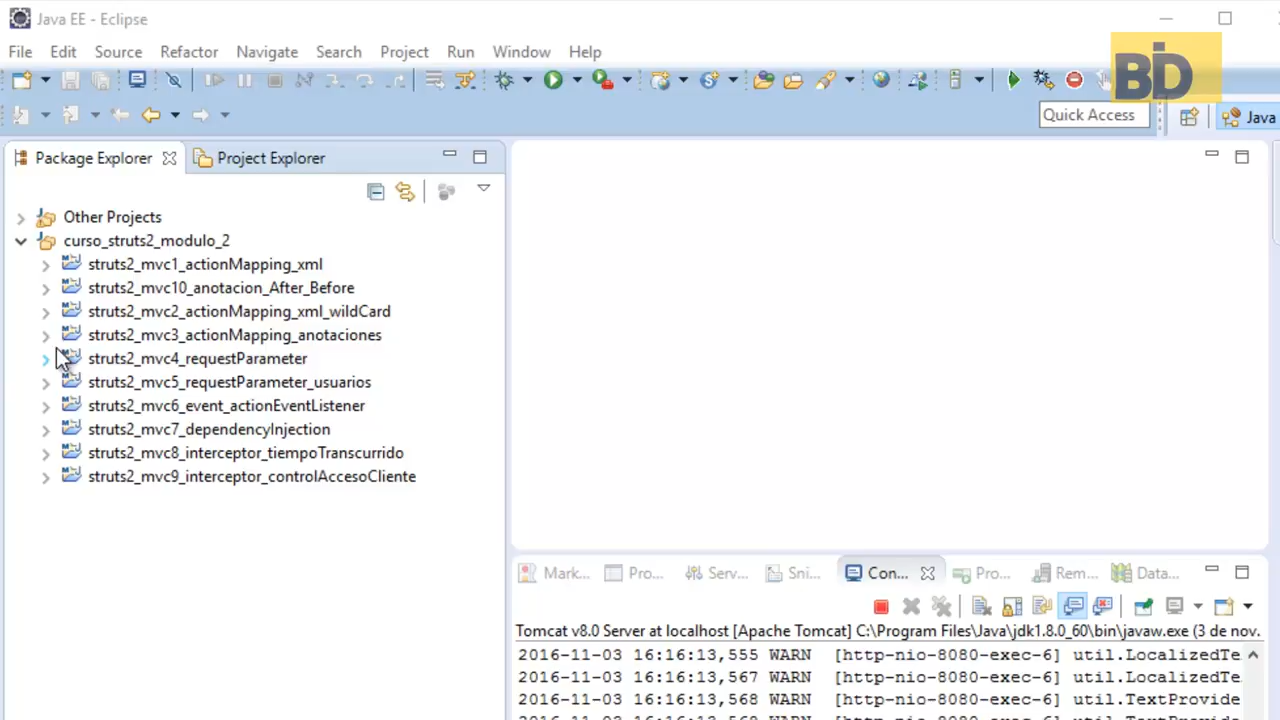 Java EE - Eclipse
File Edit Source Refactor Navigate Search Project Run Window Help
BID
Quick Access
Java
Package Explorer
Project Explorer
Other Projects
curso_struts2_modulo_2
struts2_mvc1_actionMapping_xml
struts2_mvc10_anotacion_After_Before
struts2_mvc2_actionMapping_xml_wildCard
struts2_mvc3_actionMapping_anotaciones
struts2_mvc4_requestParameter
struts2_mvc5_requestParameter_usuarios
struts2_mvc6_event_actionEventListener
struts2_mvc7_dependencyInjection
struts2_mvc8_interceptor_tiempoTranscurrido
struts2_mvc9_interceptor_controlAccesoCliente
Mark... Pro... Serv... Sni... Con... Pro... Rem... Data...
Tomcat v8.0 Server at localhost [Apache Tomcat] C:\Program Files\Java\jdk1.8.0_60\bin\javaw.exe (3 de nov.
2016-11-03 16:16:13,555 WARN [http-nio-8080-exec-6] util.LocalizedTe
2016-11-03 16:16:13,567 WARN [http-nio-8080-exec-6] util.LocalizedTe
2016-11-03 16:16:13,568 WARN [http-nio-8080-exec-6] util.TextProvide